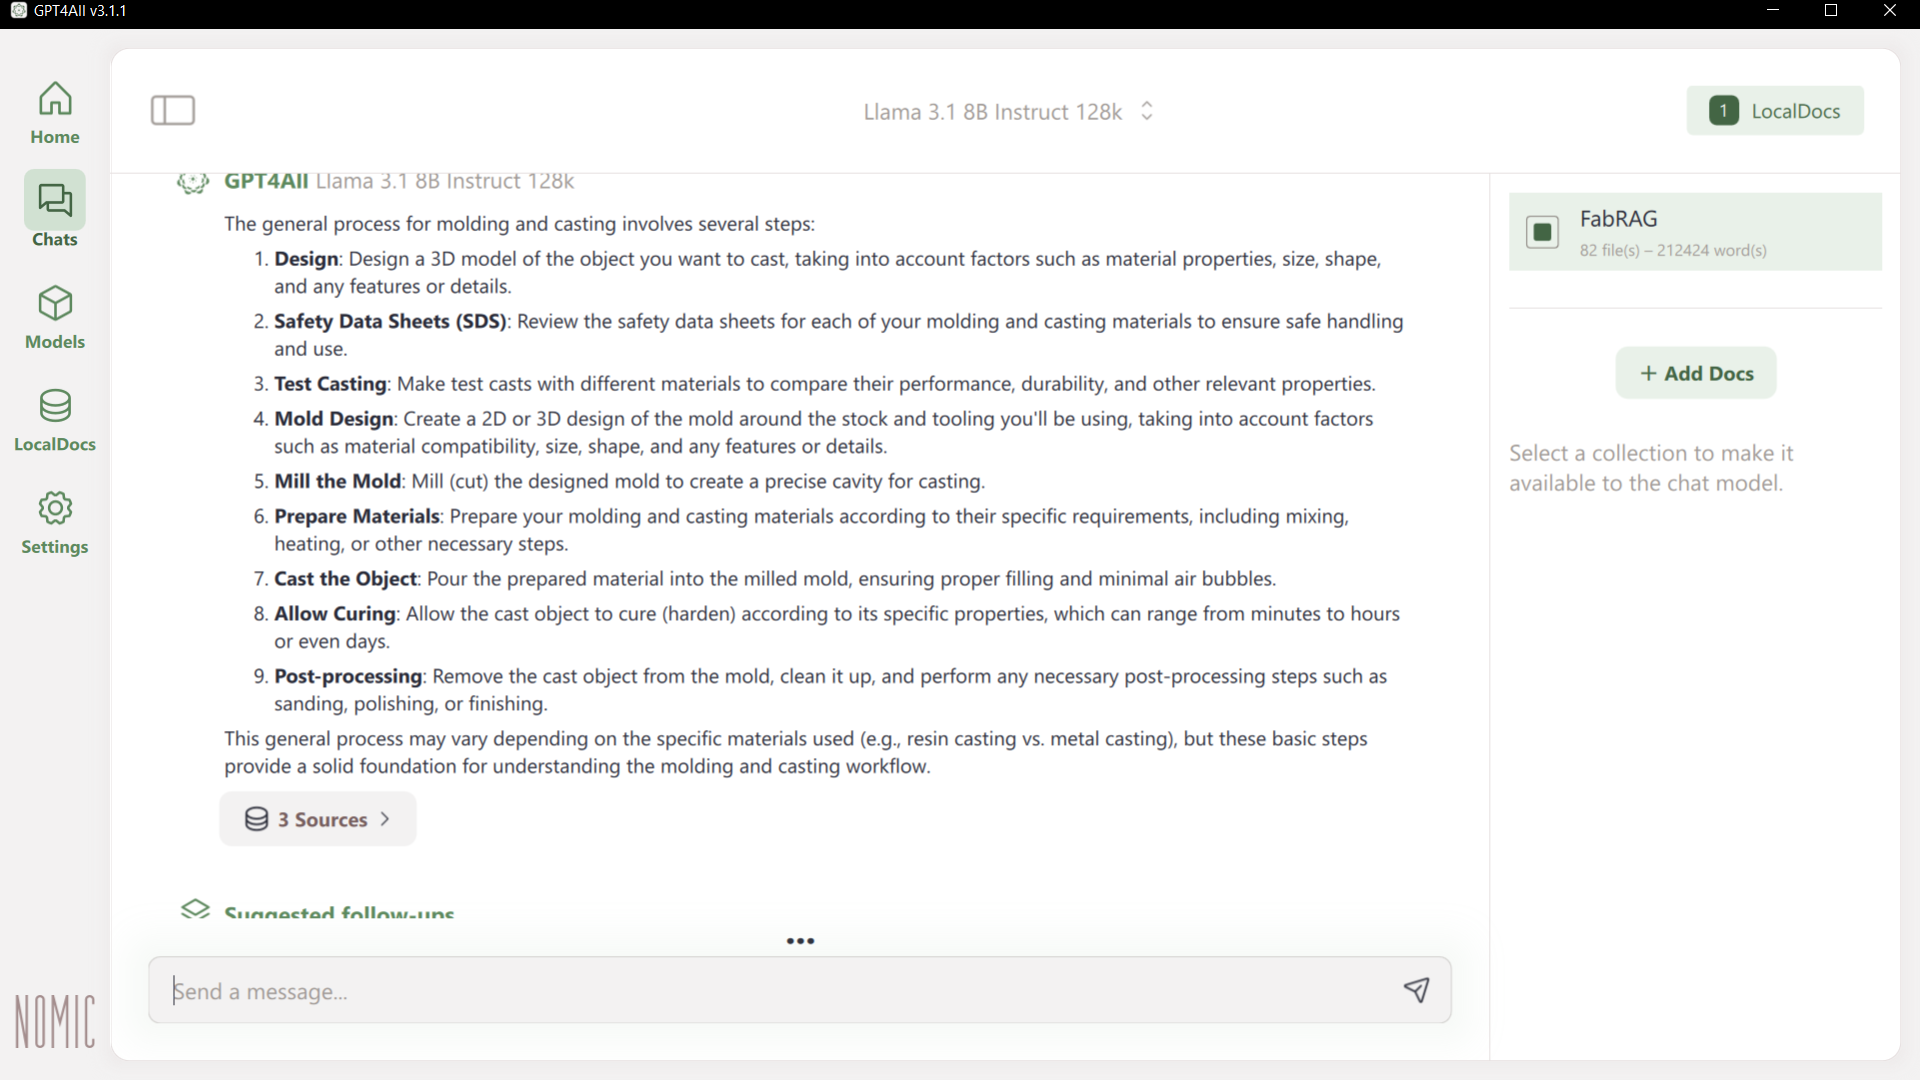 GPT4All v3.1.1
Home
Chats
Models
LocalDocs
Settings
NOMIC
Llama 3.1 8B Instruct 128k
1 LocalDocs
GPT4All Llama 3.1 8B Instruct 128k
The general process for molding and casting involves several steps:
1. Design: Design a 3D model of the object you want to cast, taking into account factors such as material properties, size, shape,
and any features or details.
2. Safety Data Sheets (SDS): Review the safety data sheets for each of your molding and casting materials to ensure safe handling
and use.
3. Test Casting: Make test casts with different materials to compare their performance, durability, and other relevant properties.
4. Mold Design: Create a 2D or 3D design of the mold around the stock and tooling you'll be using, taking into account factors
such as material compatibility, size, shape, and any features or details.
5. Mill the Mold: Mill (cut) the designed mold to create a precise cavity for casting.
6. Prepare Materials: Prepare your molding and casting materials according to their specific requirements, including mixing,
heating, or other necessary steps.
7. Cast the Object: Pour the prepared material into the milled mold, ensuring proper filling and minimal air bubbles.
8. Allow Curing: Allow the cast object to cure (harden) according to its specific properties, which can range from minutes to hours
or even days.
9. Post-processing: Remove the cast object from the mold, clean it up, and perform any necessary post-processing steps such as
sanding, polishing, or finishing.
This general process may vary depending on the specific materials used (e.g., resin casting vs. metal casting), but these basic steps
provide a solid foundation for understanding the molding and casting workflow.
3 Sources
Suggested follow-ups
Send a message...
FabRAG
82 file(s) – 212424 word(s)
+ Add Docs
Select a collection to make it
available to the chat model.